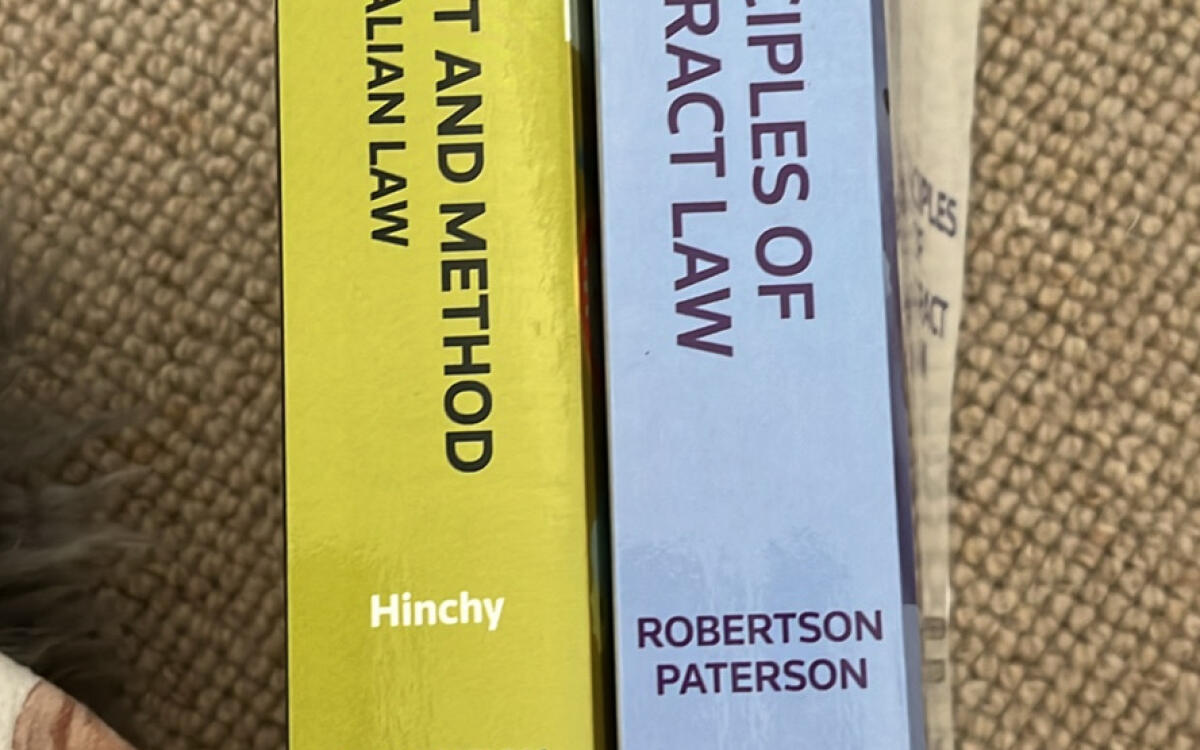 T AND METHOD
ALIAN LAW
Hinchy
CIPLES OF
RACT LAW
ROBERTSON
PATERSON